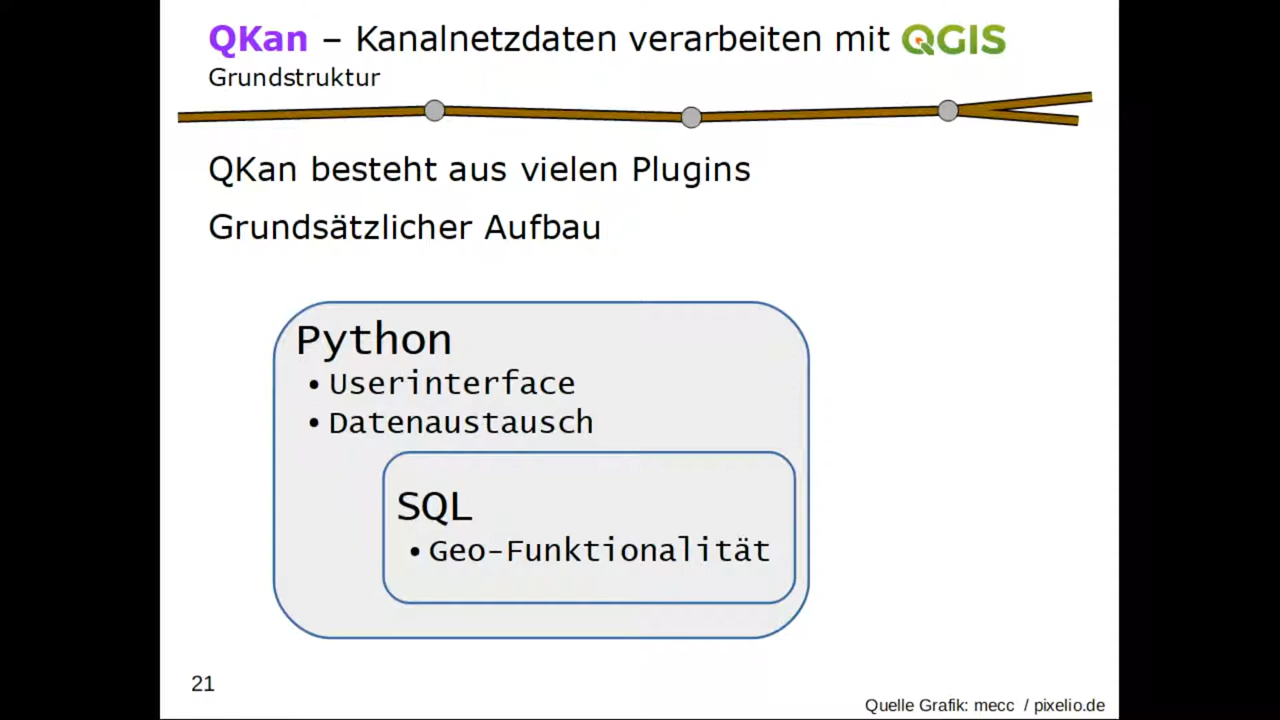 QKan – Kanalnetzdaten verarbeiten mit QGIS
Grundstruktur
QKan besteht aus vielen Plugins
Grundsätzlicher Aufbau
Python
• Userinterface
• Datenaustausch
SQL
• Geo-Funktionalität
21
Quelle Grafik: mecc / pixelio.de